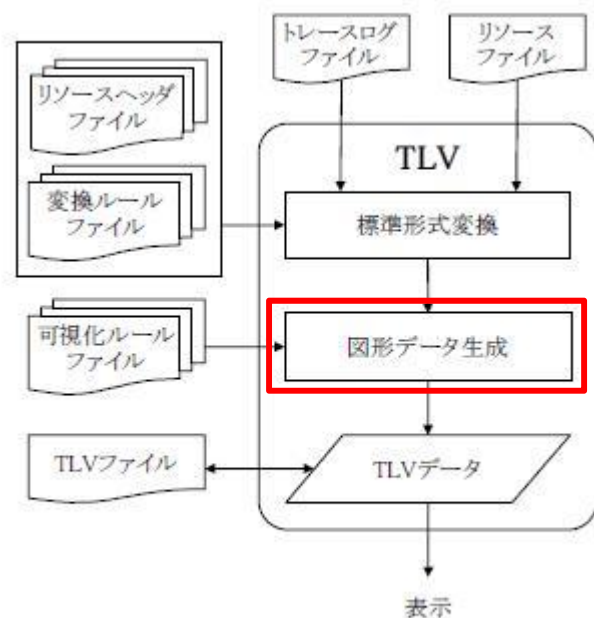 トレースログ
ファイル
リソース
ファイル
リソースヘッダ
ファイル
TLV
変換ルール
ファイル
標準形式変換
可視化ルール
ファイル
図形データ生成
TLVファイル
TLVデータ
表示